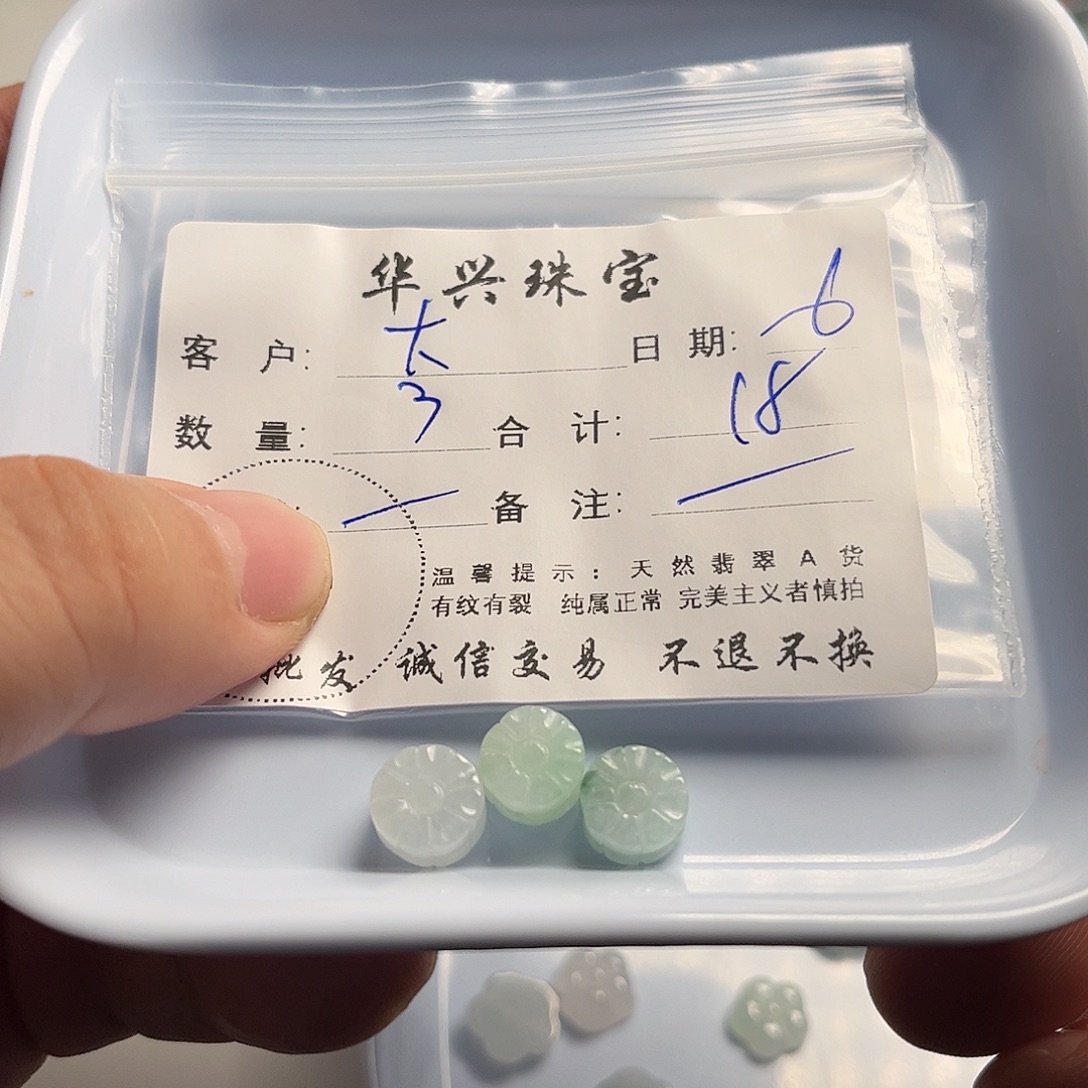 华兴珠宝
客 户: 大 日 期: 6
数 量: 3 合 计: 18
备 注:
温馨提示:天然翡翠A货
有纹有裂 纯属正常 完美主义者慎拍
批发 诚信交易 不退不换